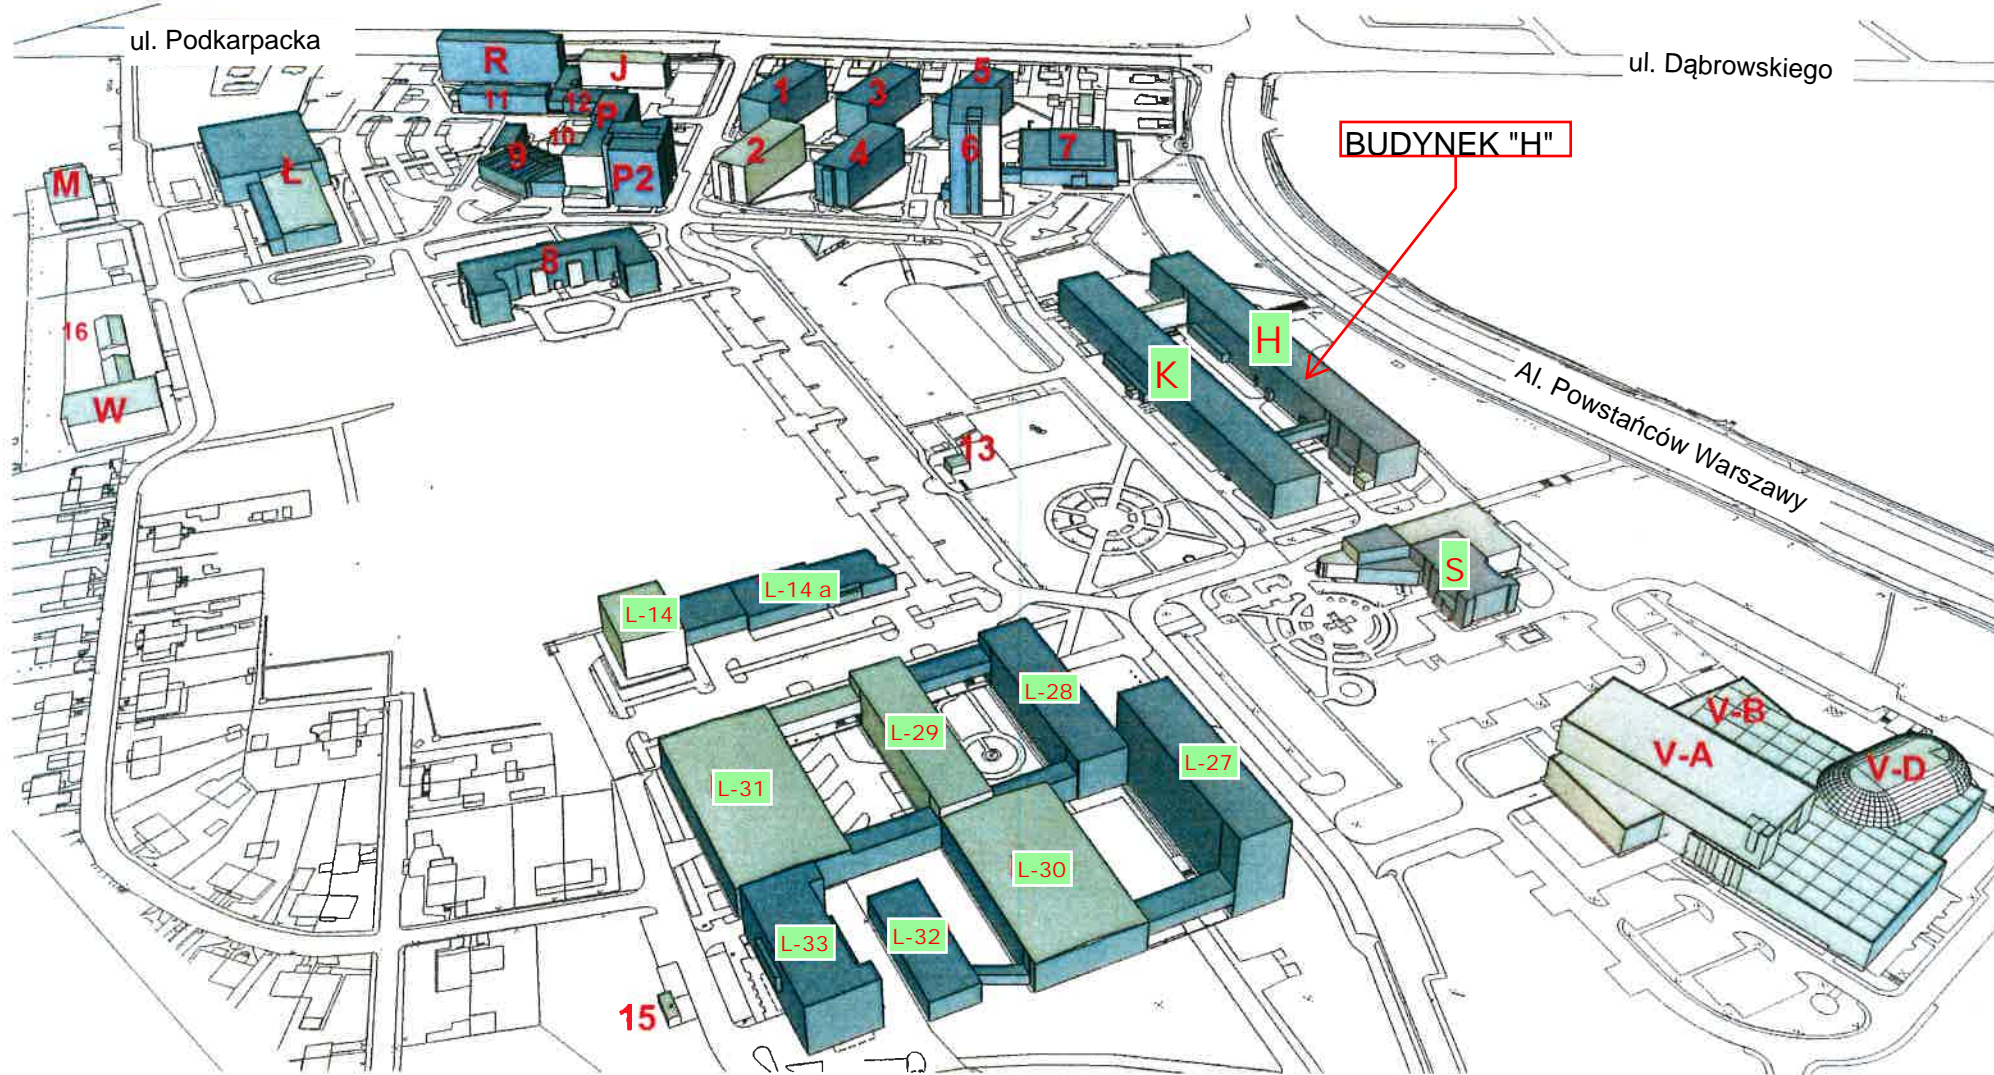 ul. Podkarpacka
ul. Dąbrowskiego
R
J
5
1
3
11
12
P
BUDYNEK "H"
10
9
2
4
6
7
M
Ł
P2
8
16
H
K
W
Al. Powstańców Warszawy
13
S
L-14 a
L-14
L-28
V-B
L-29
V-A
L-27
V-D
L-31
L-30
L-33
L-32
15